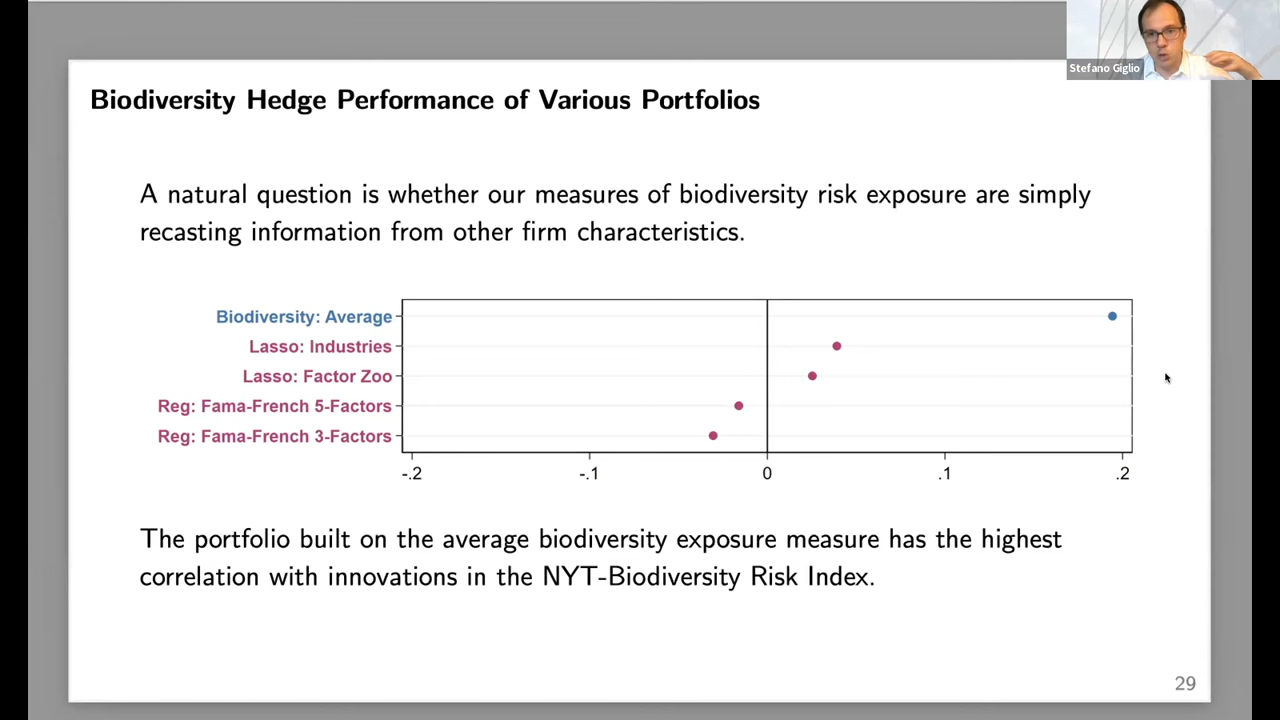 Stefano Giglio
Biodiversity Hedge Performance of Various Portfolios
A natural question is whether our measures of biodiversity risk exposure are simply
recasting information from other firm characteristics.
Biodiversity: Average
Lasso: Industries
Lasso: Factor Zoo
Reg: Fama-French 5-Factors
Reg: Fama-French 3-Factors
-.2 -.1 0 .1 .2
The portfolio built on the average biodiversity exposure measure has the highest
correlation with innovations in the NYT-Biodiversity Risk Index.
29